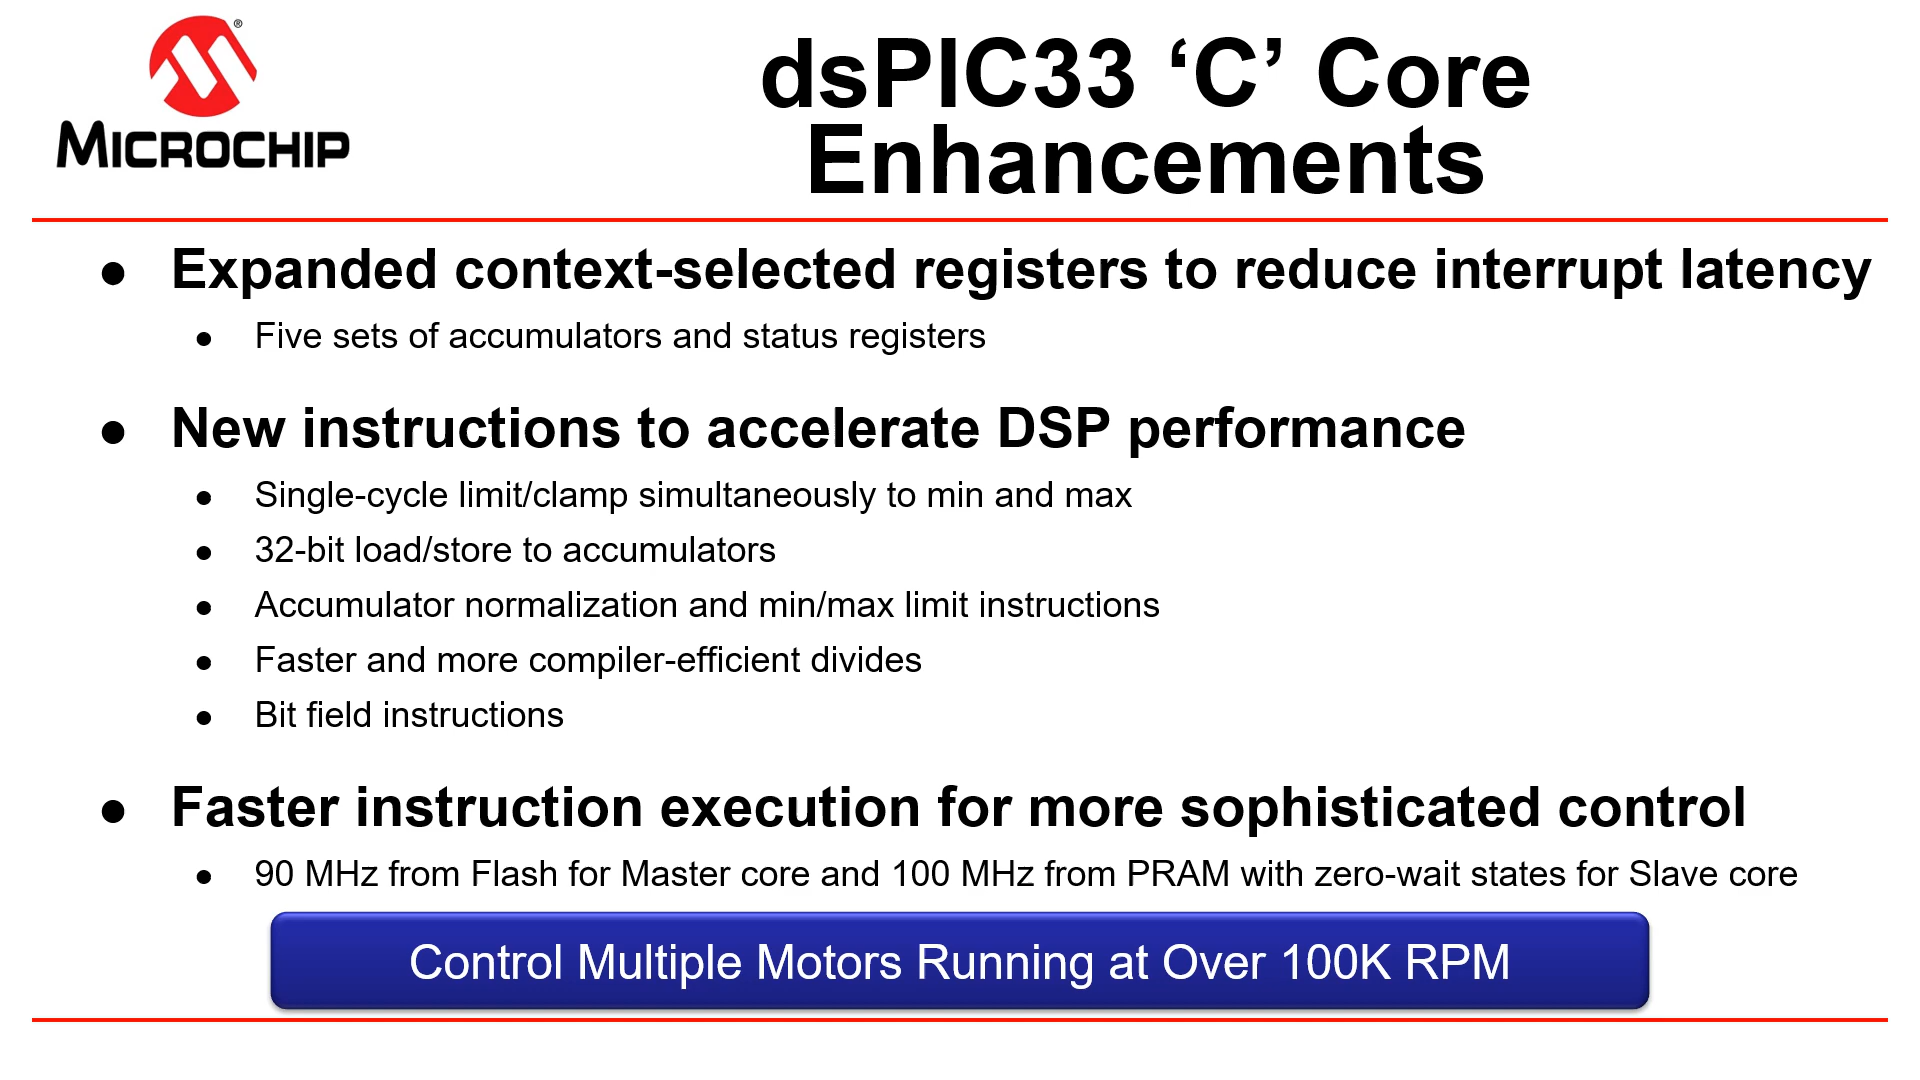 MICROCHIP
®
dsPIC33 ‘C’ Core
Enhancements
● Expanded context-selected registers to reduce interrupt latency
● Five sets of accumulators and status registers
● New instructions to accelerate DSP performance
● Single-cycle limit/clamp simultaneously to min and max
● 32-bit load/store to accumulators
● Accumulator normalization and min/max limit instructions
● Faster and more compiler-efficient divides
● Bit field instructions
● Faster instruction execution for more sophisticated control
● 90 MHz from Flash for Master core and 100 MHz from PRAM with zero-wait states for Slave core
Control Multiple Motors Running at Over 100K RPM